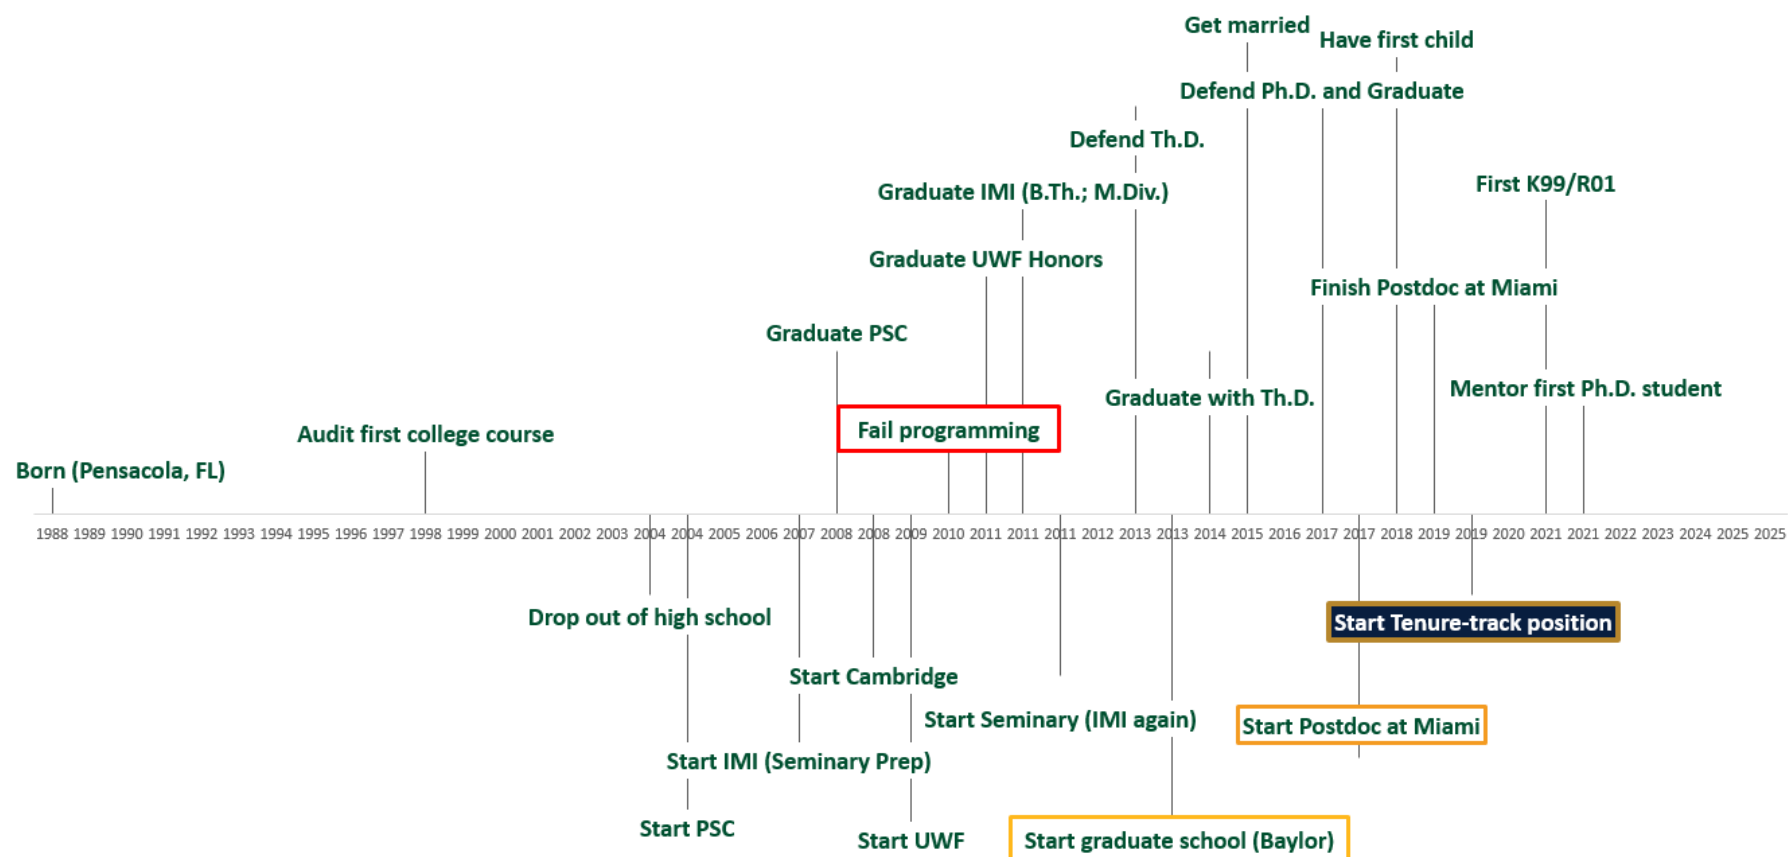 Get married
Have first child
Defend Ph.D. and Graduate
Defend Th.D.
Graduate IMI (B.Th.; M.Div.)
First K99/R01
Graduate UWF Honors
Finish Postdoc at Miami
Graduate PSC
Mentor first Ph.D. student
Graduate with Th.D.
Fail programming
Audit first college course
Born (Pensacola, FL)
1988 1989 1990 1991 1992 1993 1994 1995 1996 1997 1998 1999 2000 2001 2002 2003 2004 2004 2005 2006 2007 2008 2008 2009 2010 2011 2011 2011 2012 2013 2013 2014 2015 2016 2017 2017 2018 2019 2019 2020 2021 2021 2022 2023 2024 2025 2025
Drop out of high school
Start Tenure-track position
Start Cambridge
Start Seminary (IMI again)
Start Postdoc at Miami
Start IMI (Seminary Prep)
Start PSC
Start UWF
Start graduate school (Baylor)